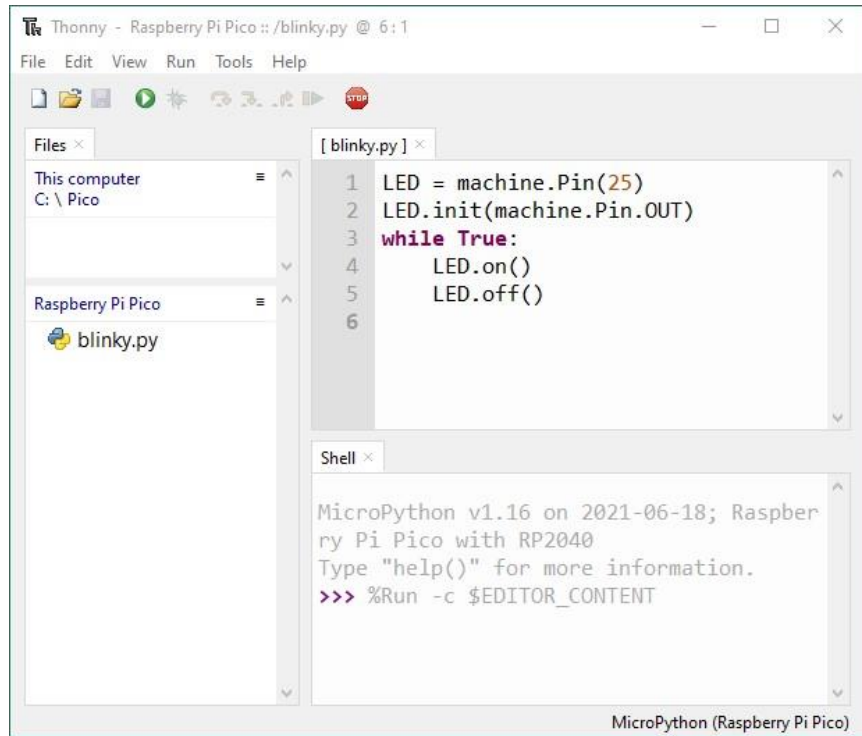 Thonny - Raspberry Pi Pico :: /blinky.py @ 6:1
File Edit View Run Tools Help
STOP
Files
This computer
C: \ Pico
Raspberry Pi Pico
blinky.py
[ blinky.py ]
1 LED = machine.Pin(25)
2 LED.init(machine.Pin.OUT)
3 while True:
4     LED.on()
5     LED.off()
6
Shell
MicroPython v1.16 on 2021-06-18; Raspber
ry Pi Pico with RP2040
Type "help()" for more information.
>>> %Run -c $EDITOR_CONTENT
MicroPython (Raspberry Pi Pico)